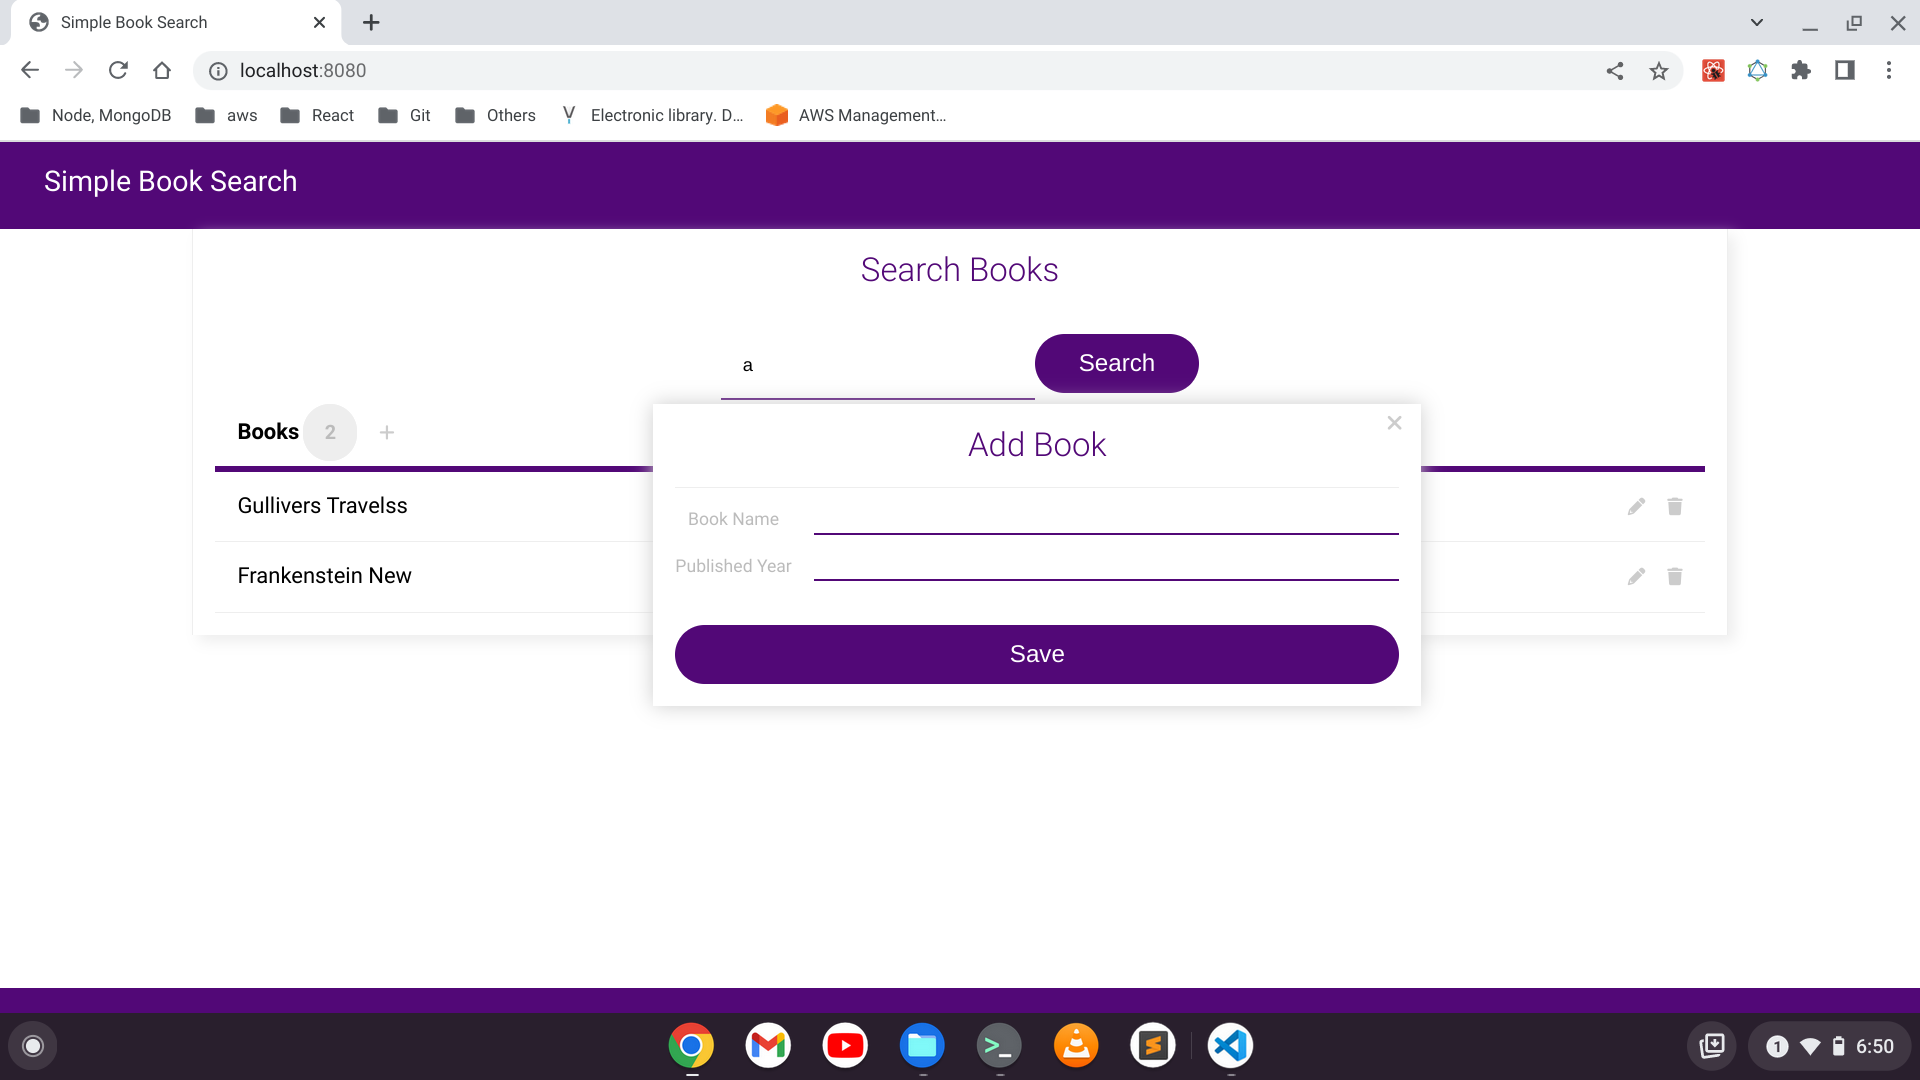 Simple Book Search
localhost:8080
Node, MongoDB aws React Git Others Electronic library. D... AWS Management...
Simple Book Search
Search Books
a Search
Books 2 +
Add Book
Gullivers Travelss
Book Name
Published Year
Frankenstein New
Save
1 6:50